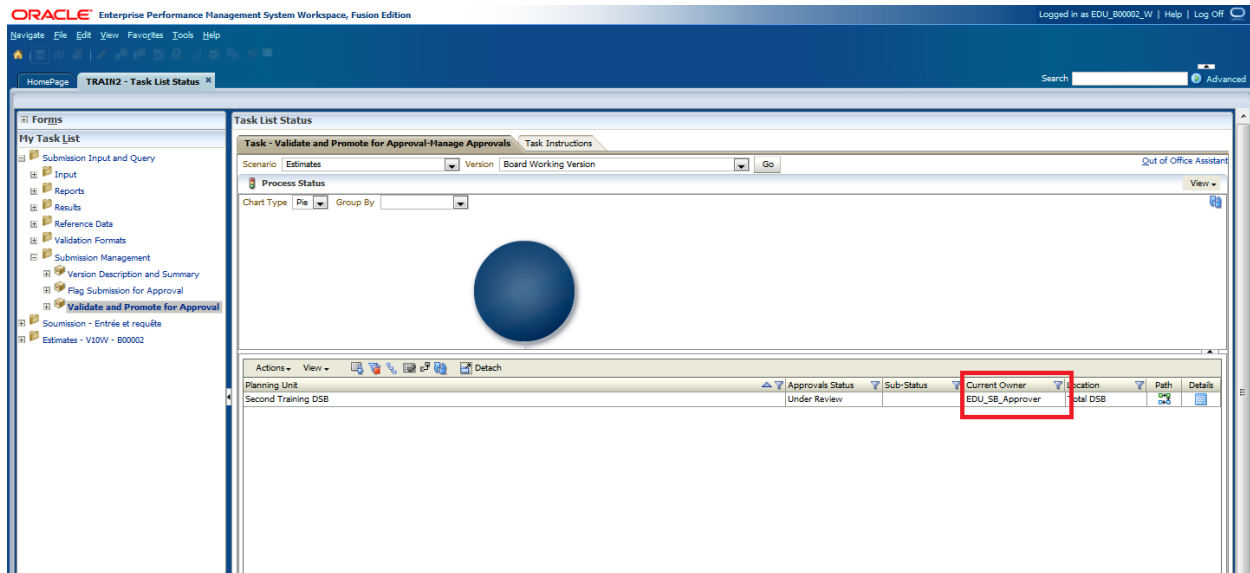 ORACLE Enterprise Performance Management System Workspace, Fusion Edition
Logged in as EDU_B00002_W | Help | Log Off
Navigate File Edit View Favorites Tools Help
HomePage TRAIN2 - Task List Status
Search Advanced
Forms
My Task List
Submission Input and Query
Input
Reports
Results
Reference Data
Validation Formats
Submission Management
Version Description and Summary
Flag Submission for Approval
Validate and Promote for Approval
Soumission - Entrée et requête
Estimates - V10W - B00002
Task List Status
Task - Validate and Promote for Approval-Manage Approvals Task Instructions
Scenario Estimates Version Board Working Version Go
Out of Office Assistant
Process Status View
Chart Type Pie Group By
Actions View Detach
Planning Unit Approvals Status Sub-Status Current Owner Location Path Details
Second Training DSB Under Review EDU_SB_Approver Total DSB